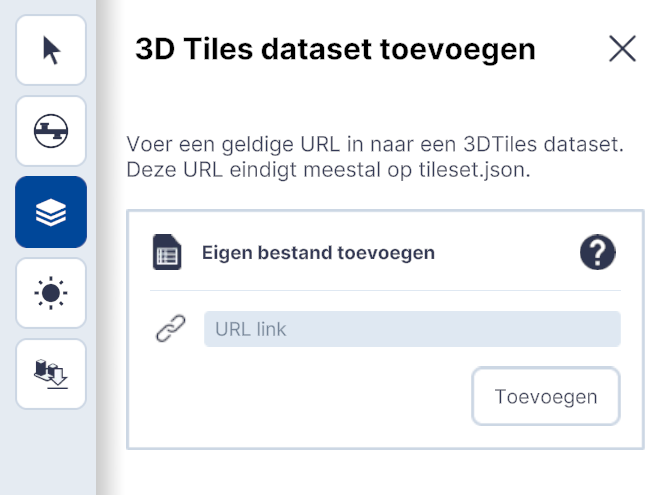 3D Tiles dataset toevoegen
Voer een geldige URL in naar een 3DTiles dataset.
Deze URL eindigt meestal op tileset.json.
Eigen bestand toevoegen
?
URL link
Toevoegen